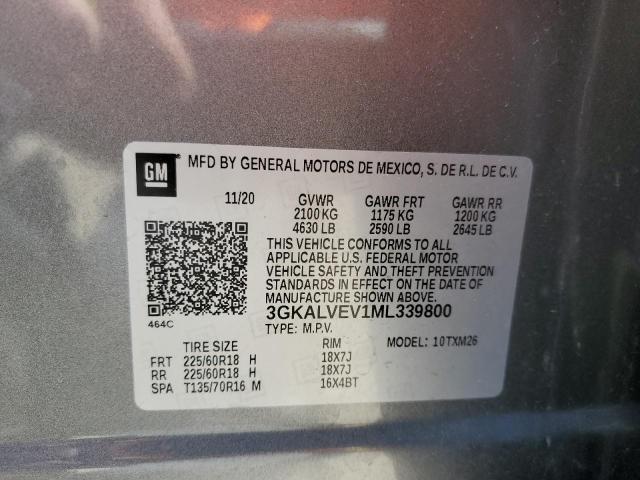 GM MFD BY GENERAL MOTORS DE MEXICO, S. DE R.L. DE C.V.
11/20 GVWR GAWR FRT GAWR RR
2100 KG 1175 KG 1200 KG
4630 LB 2590 LB 2645 LB
THIS VEHICLE CONFORMS TO ALL
APPLICABLE U.S. FEDERAL MOTOR
VEHICLE SAFETY AND THEFT PREVENTION
STANDARDS IN EFFECT ON THE DATE OF
MANUFACTURE SHOWN ABOVE.
3GKALVEV1ML339800
464C
TYPE: M.P.V. MODEL: 10TXM26
TIRE SIZE RIM
FRT 225/60R18 H 18X7J
RR 225/60R18 H 18X7J
SPA T135/70R16 M 16X4BT